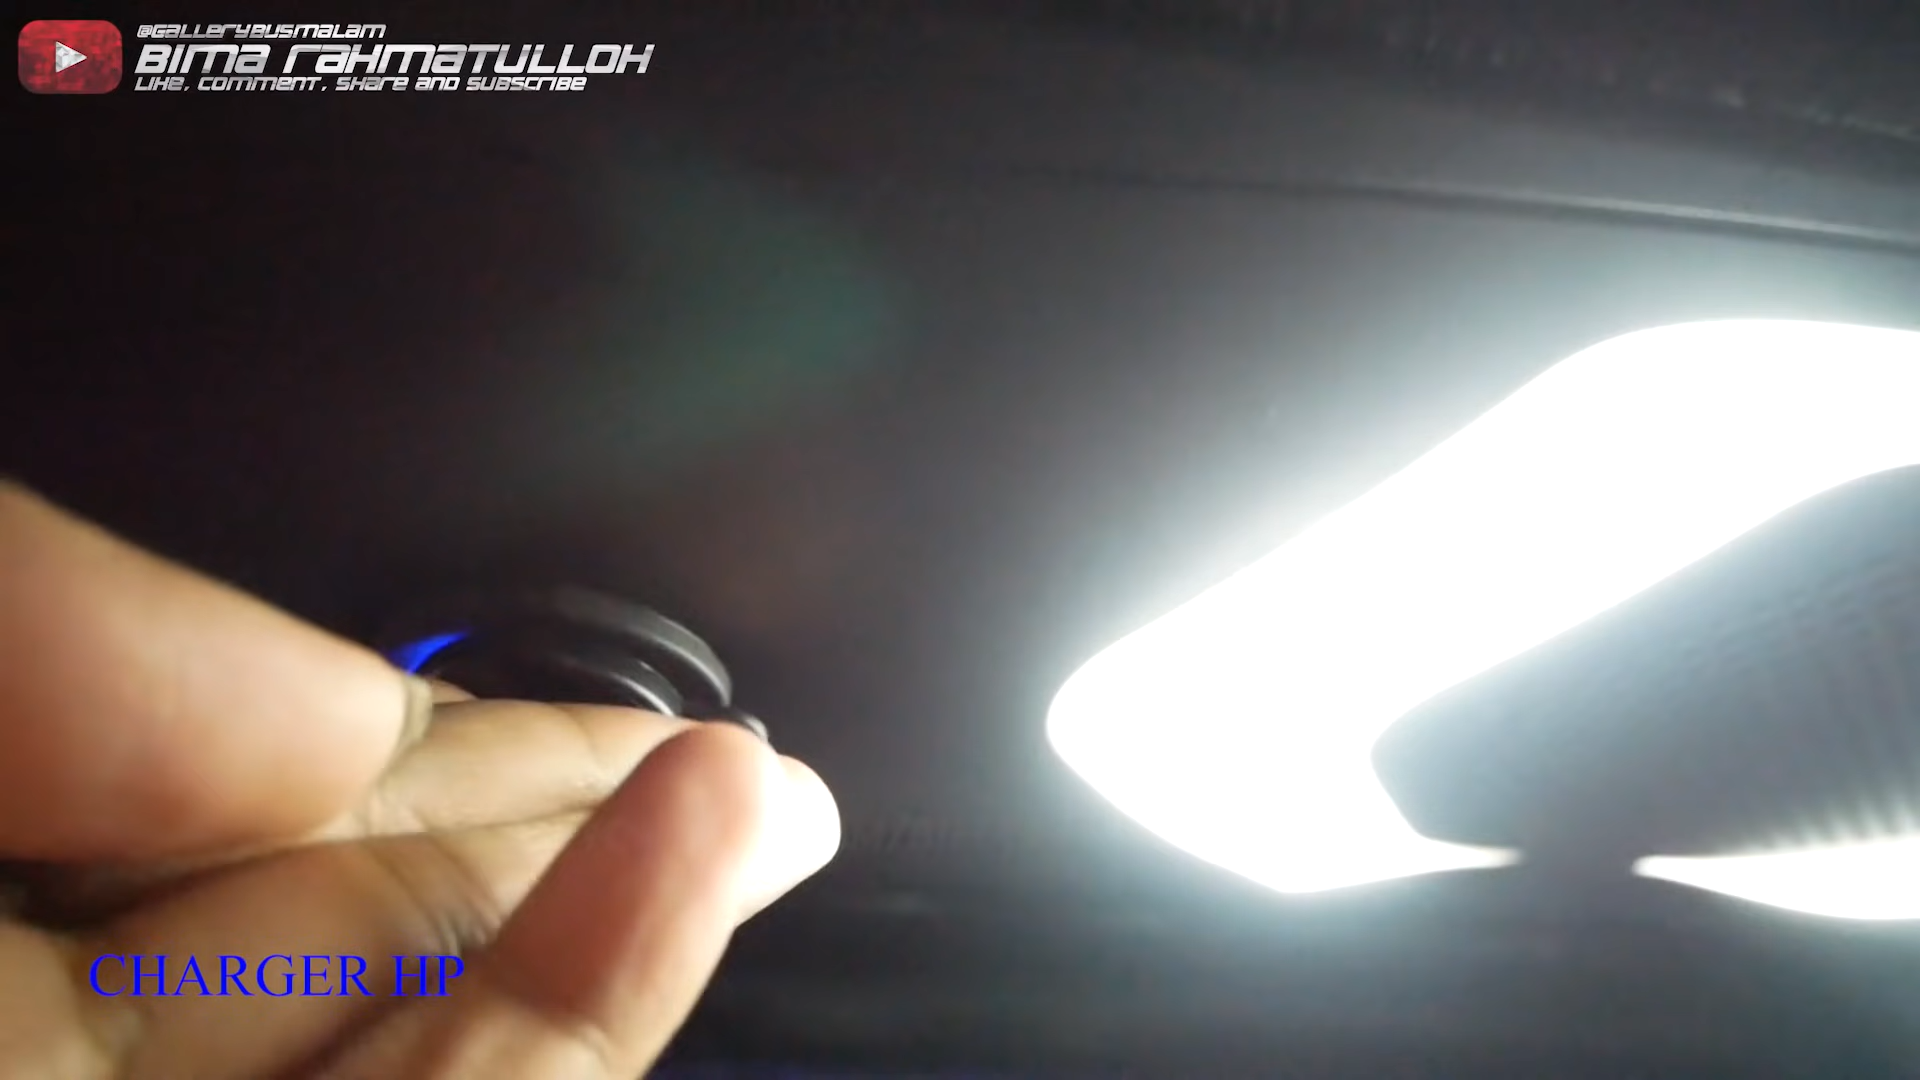 @GALLERYBUSMALAM
BIMA RAHMATULLOH
LIKE, COMMENT, SHARE AND SUBSCRIBE
CHARGER HP